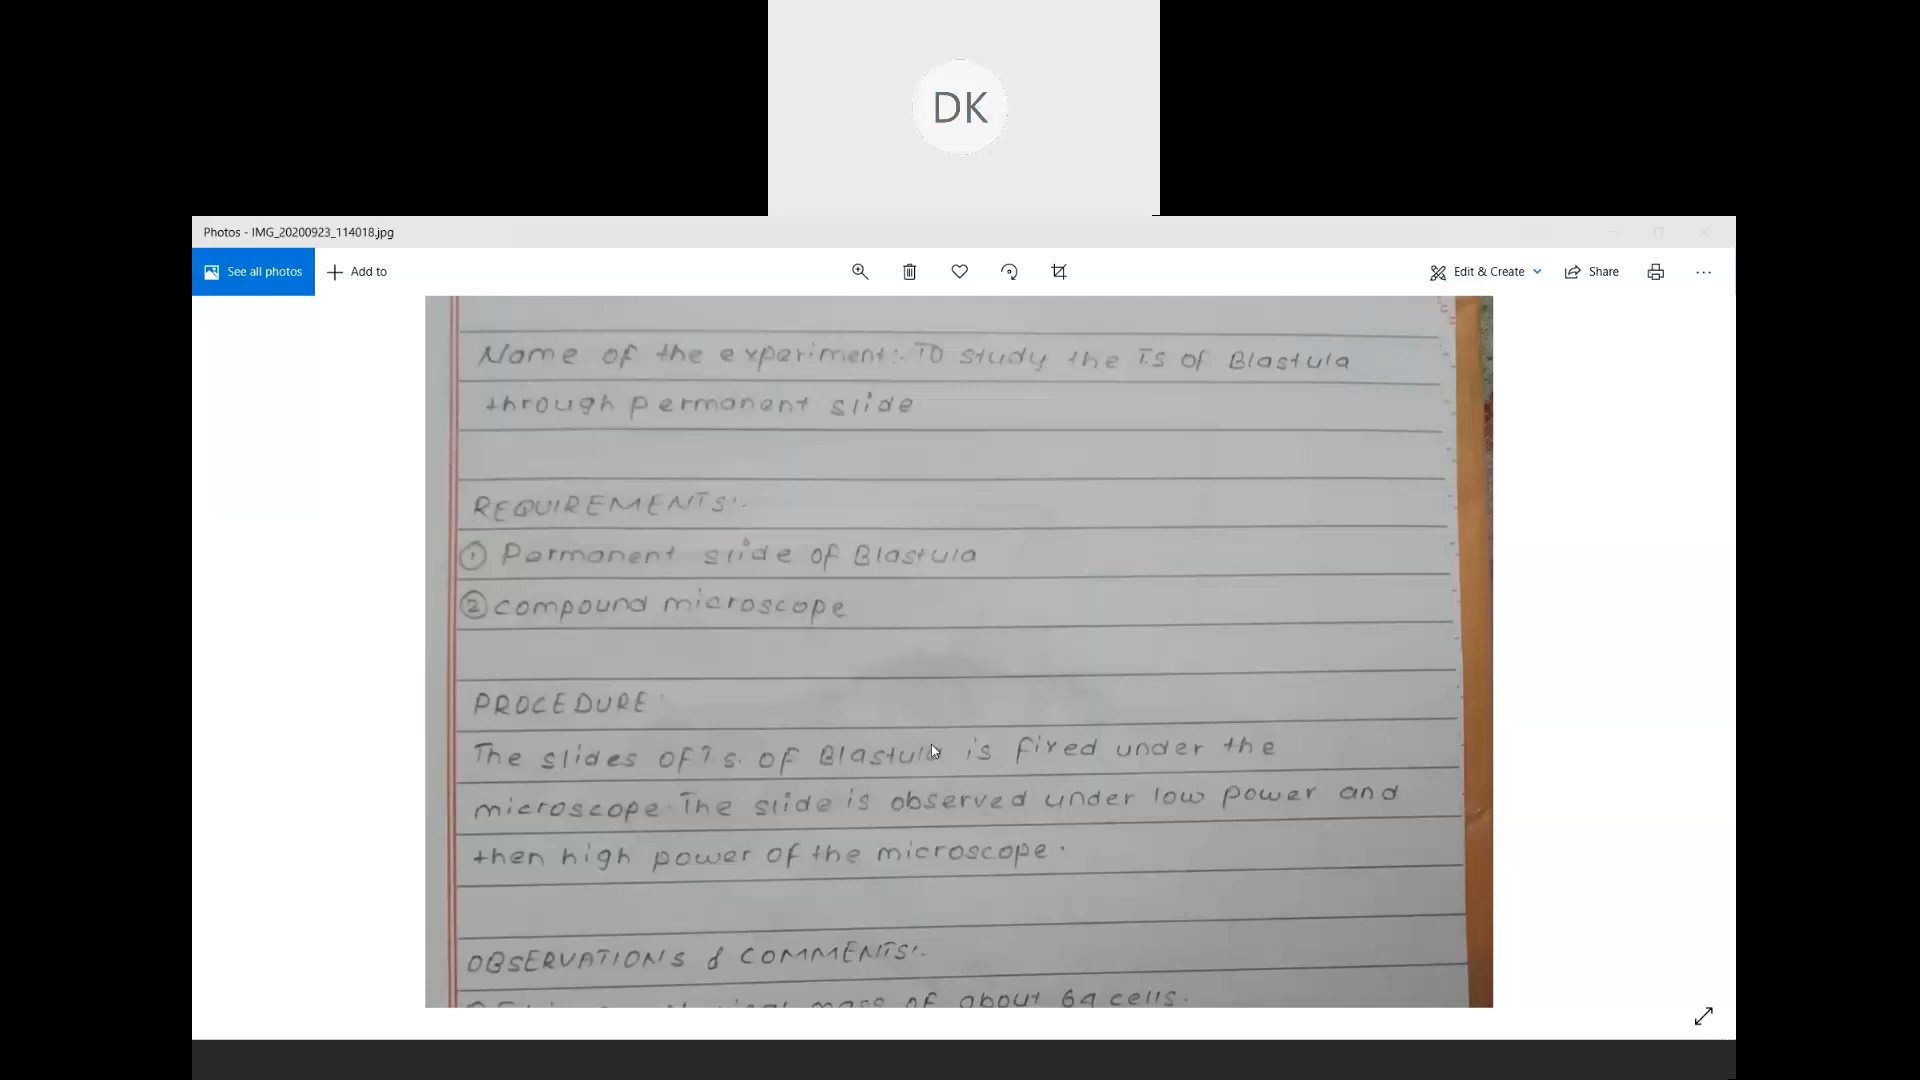 DK
Photos - IMG_20200923_114018.jpg
See all photos
Add to
Edit & Create
Share
Name of the experiment:. To study the T.S of Blastula
through permanent slide
REQUIREMENTS:.
① Permanent slide of Blastula
② compound microscope
PROCEDURE:
The slides of T s. of Blastula is fixed under the
microscope. The slide is observed under low power and
then high power of the microscope.
OBSERVATIONS & COMMENTS:.
mass of about 64 cells.